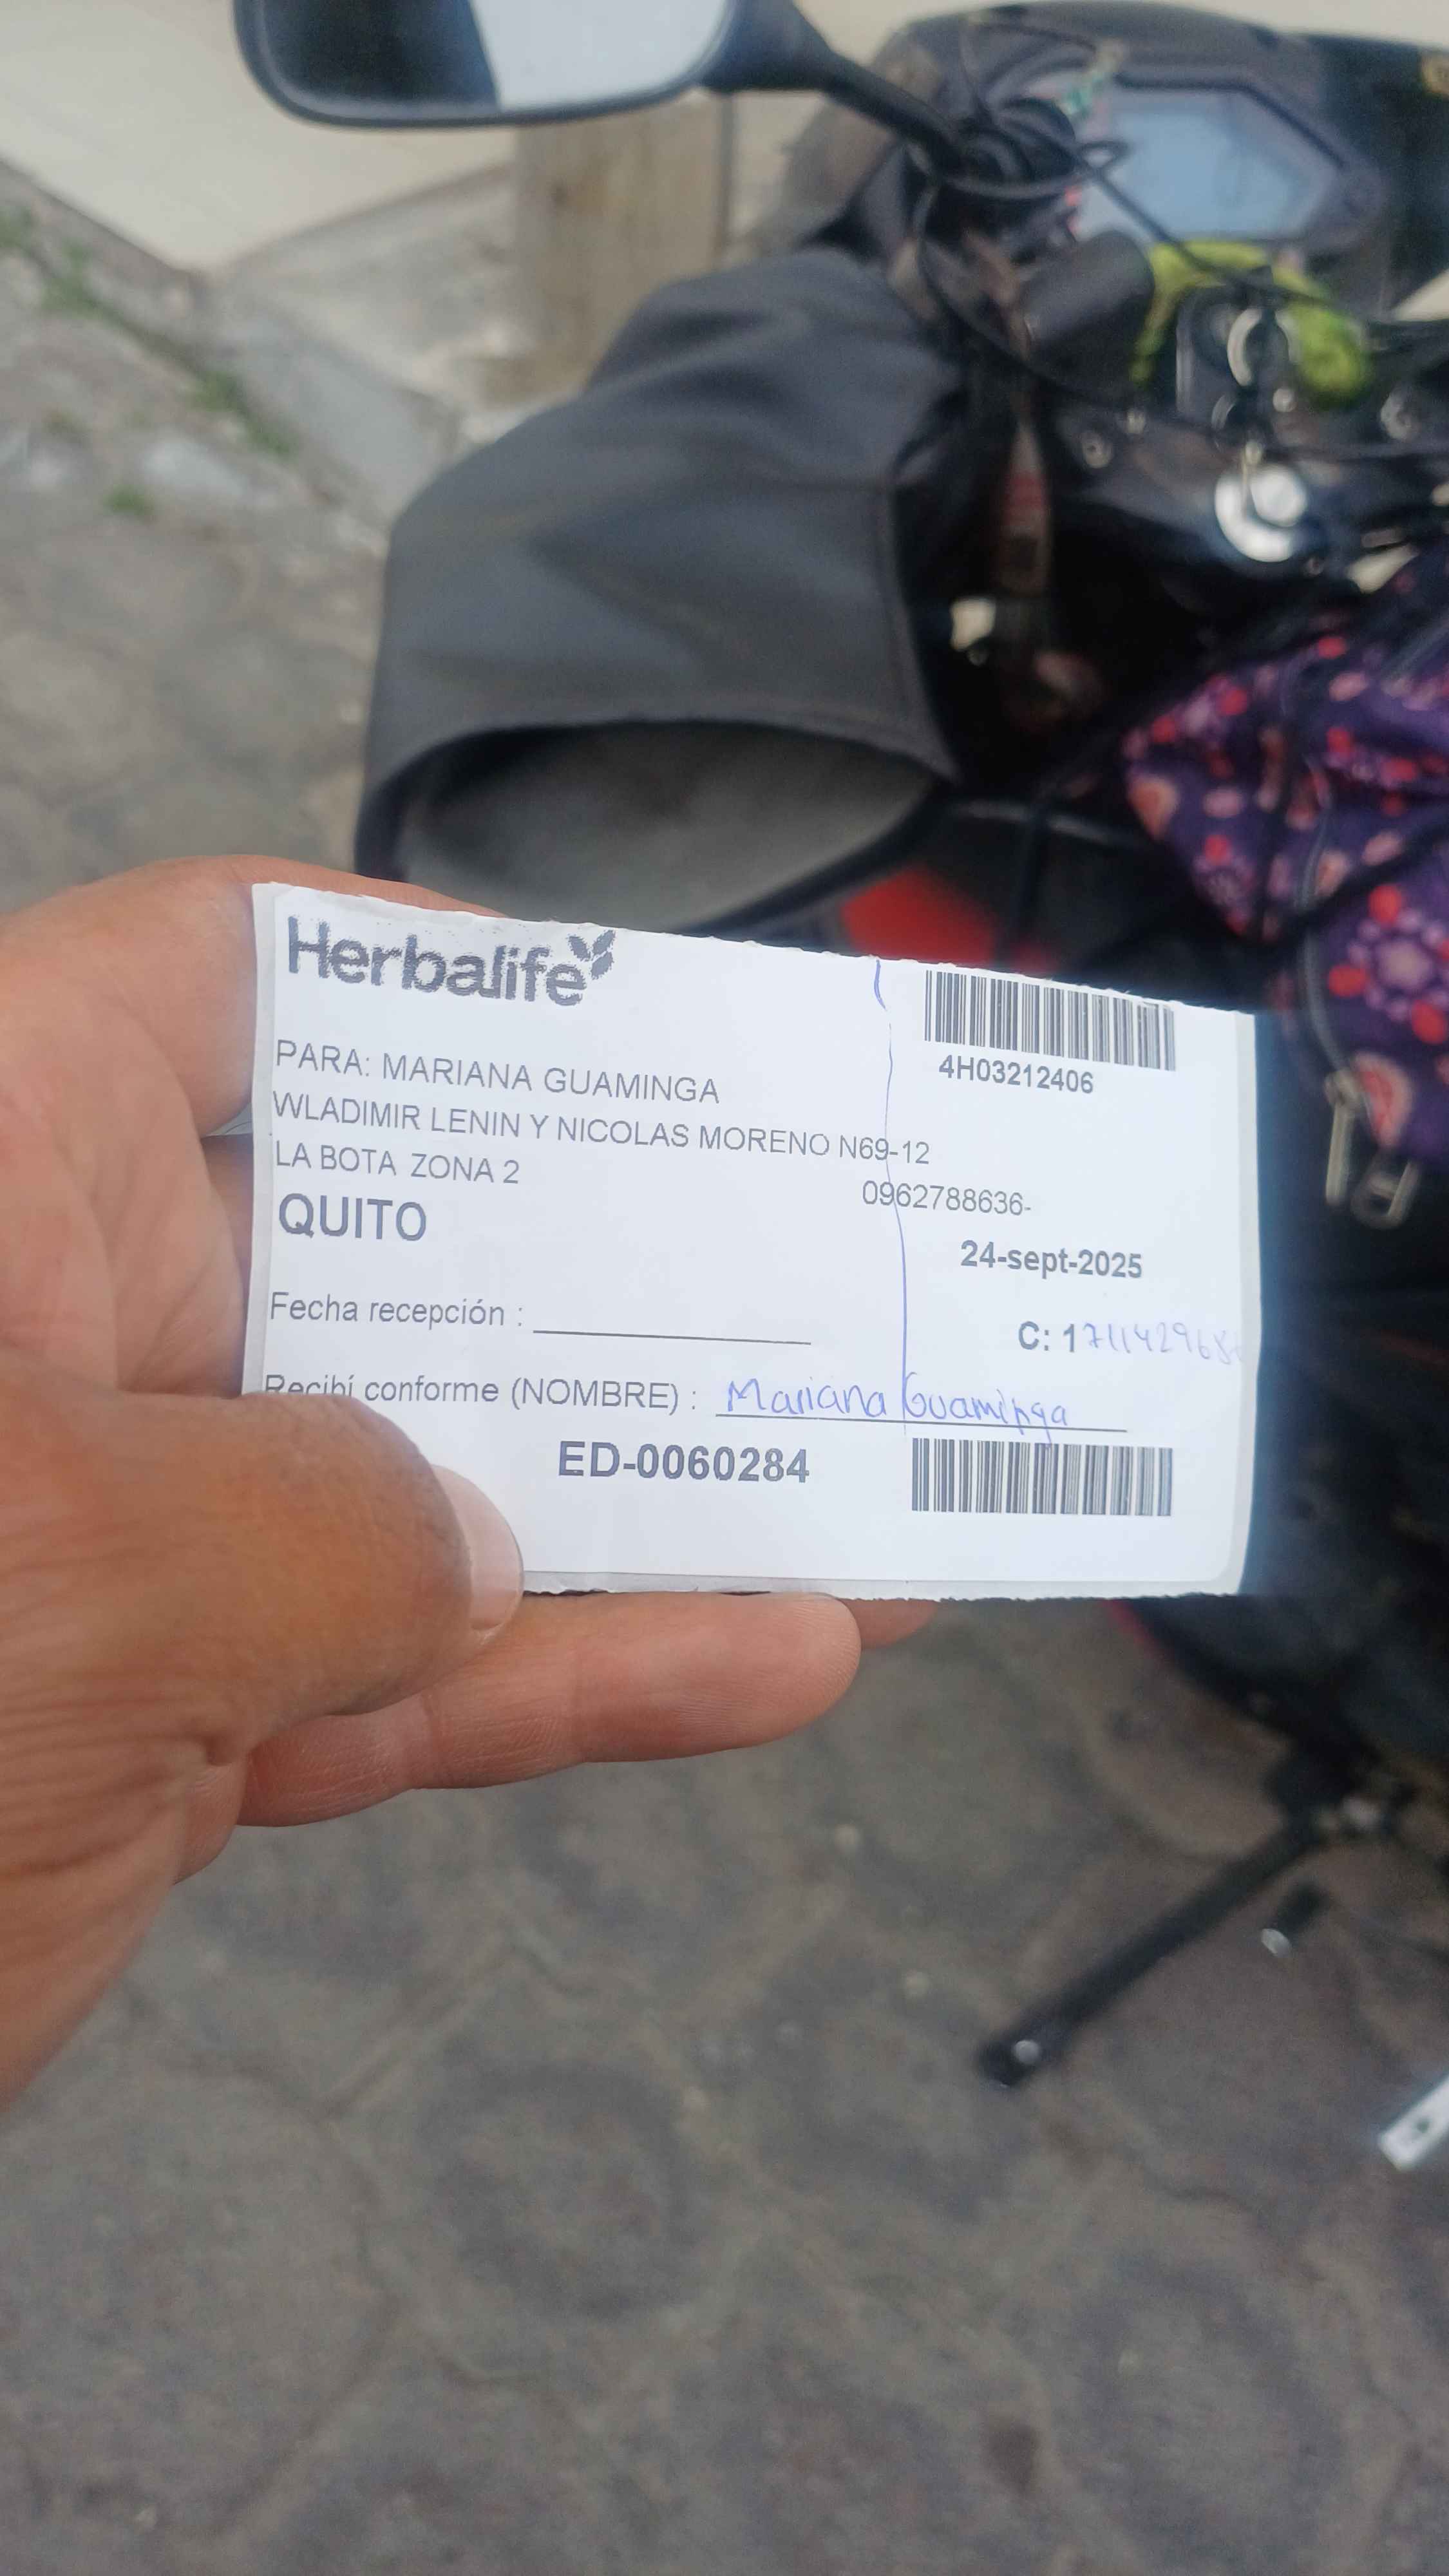 Herbalife
4H03212406
PARA: MARIANA GUAMINGA
WLADIMIR LENIN Y NICOLAS MORENO N69-12
LA BOTA ZONA 2
0962788636-
QUITO
24-sept-2025
Fecha recepción :
C: 1711429686
Recibí conforme (NOMBRE) : Mariana Guaminga
ED-0060284